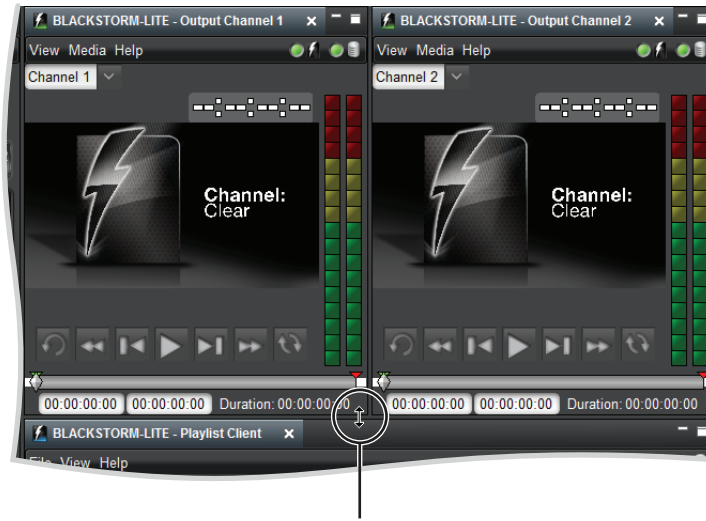 BLACKSTORM-LITE - Output Channel 1
View Media Help
Channel 1
--:--:--:--
Channel:
Clear
00:00:00:00 00:00:00:00 Duration: 00:00:00:00
BLACKSTORM-LITE - Output Channel 2
View Media Help
Channel 2
--:--:--:--
Channel:
Clear
00:00:00:00 00:00:00:00 Duration: 00:00:00:00
BLACKSTORM-LITE - Playlist Client
File View Help